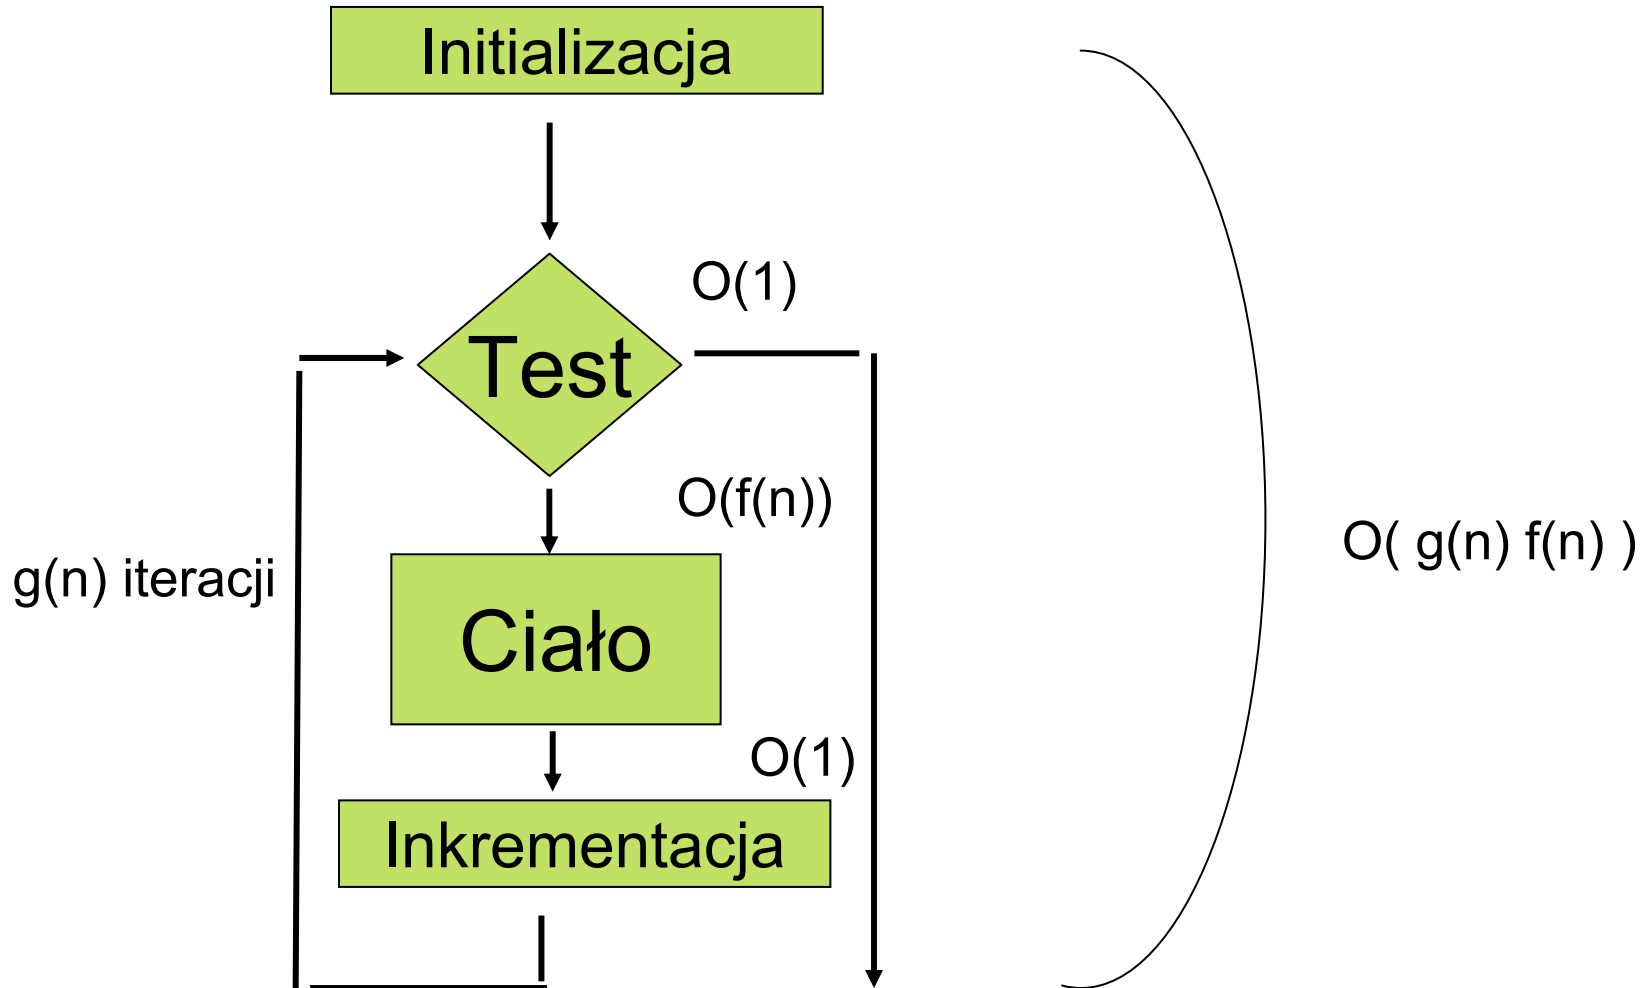 Initializacja
O(1)
Test
O(f(n))
g(n) iteracji
O( g(n) f(n) )
Ciało
O(1)
Inkrementacja